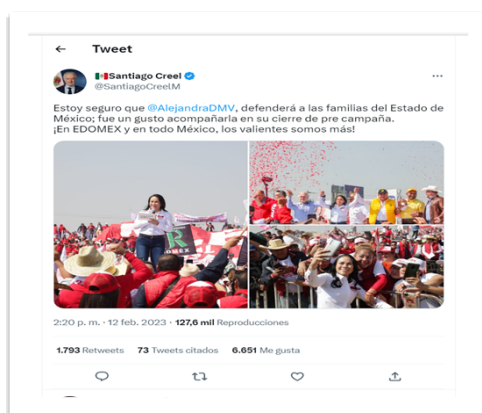 ← Tweet
Santiago Creel
@SantiagoCreelM
Estoy seguro que @AlejandraDMV, defenderá a las familias del Estado de
México; fue un gusto acompañarla en su cierre de pre campaña.
¡En EDOMEX y en todo México, los valientes somos más!
R
DMEX
2:20 p. m. · 12 feb. 2023 · 127,6 mil Reproducciones
1.793 Retweets 73 Tweets citados 6.651 Me gusta